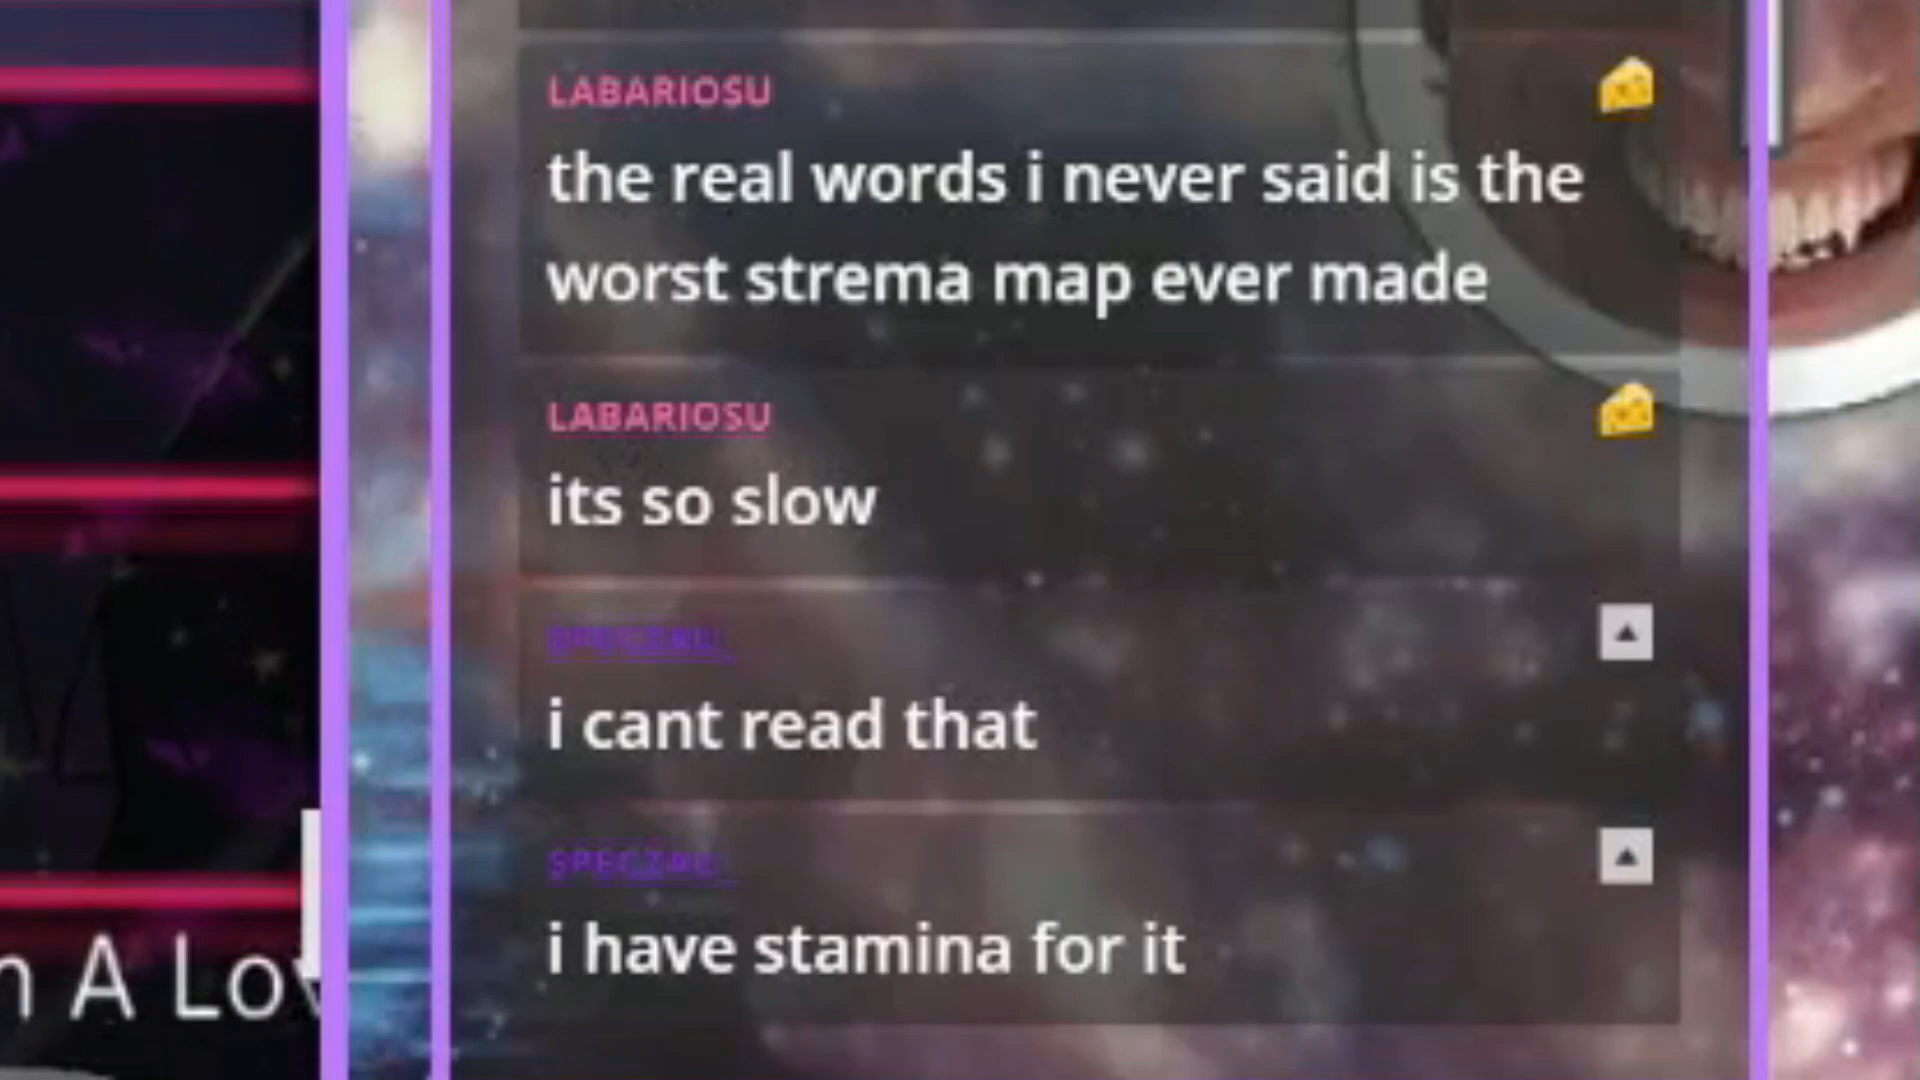 LABARIOSU
the real words i never said is the
worst strema map ever made
LABARIOSU
its so slow
i cant read that
i have stamina for it
A Lov